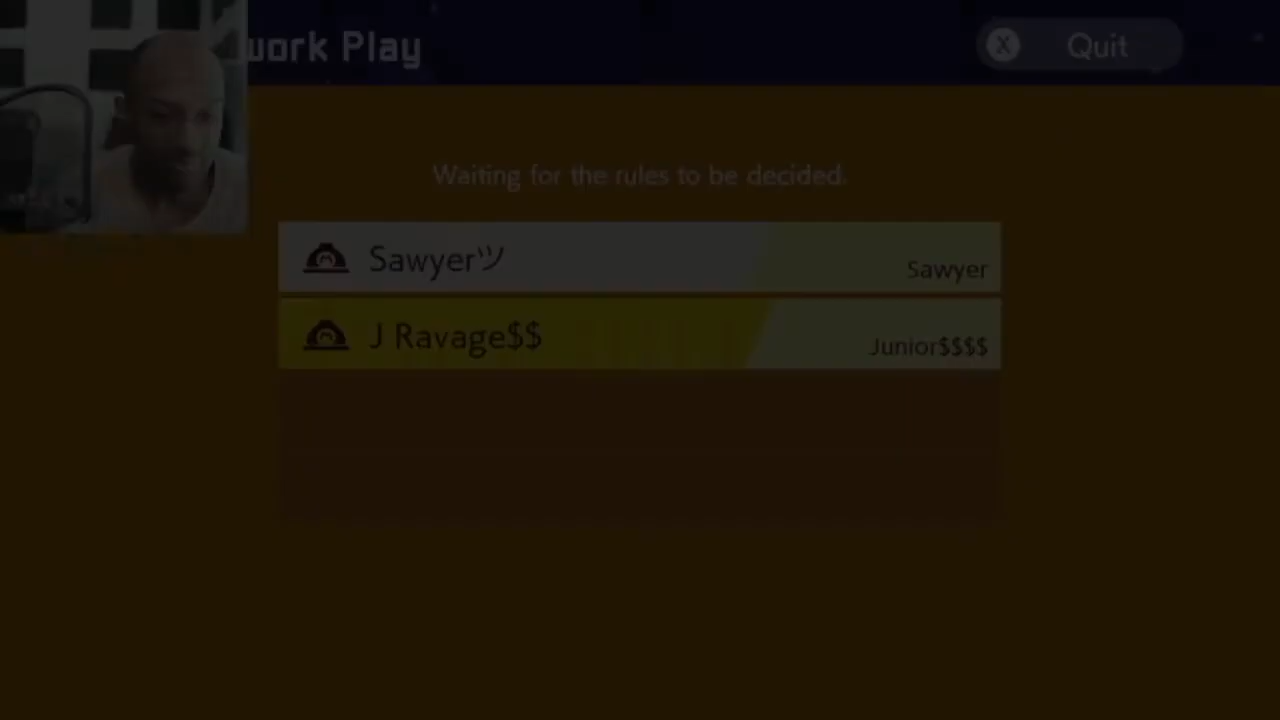 work Play
X Quit
Waiting for the rules to be decided.
Sawyerツ
Sawyer
J Ravage$$
Junior$$$$